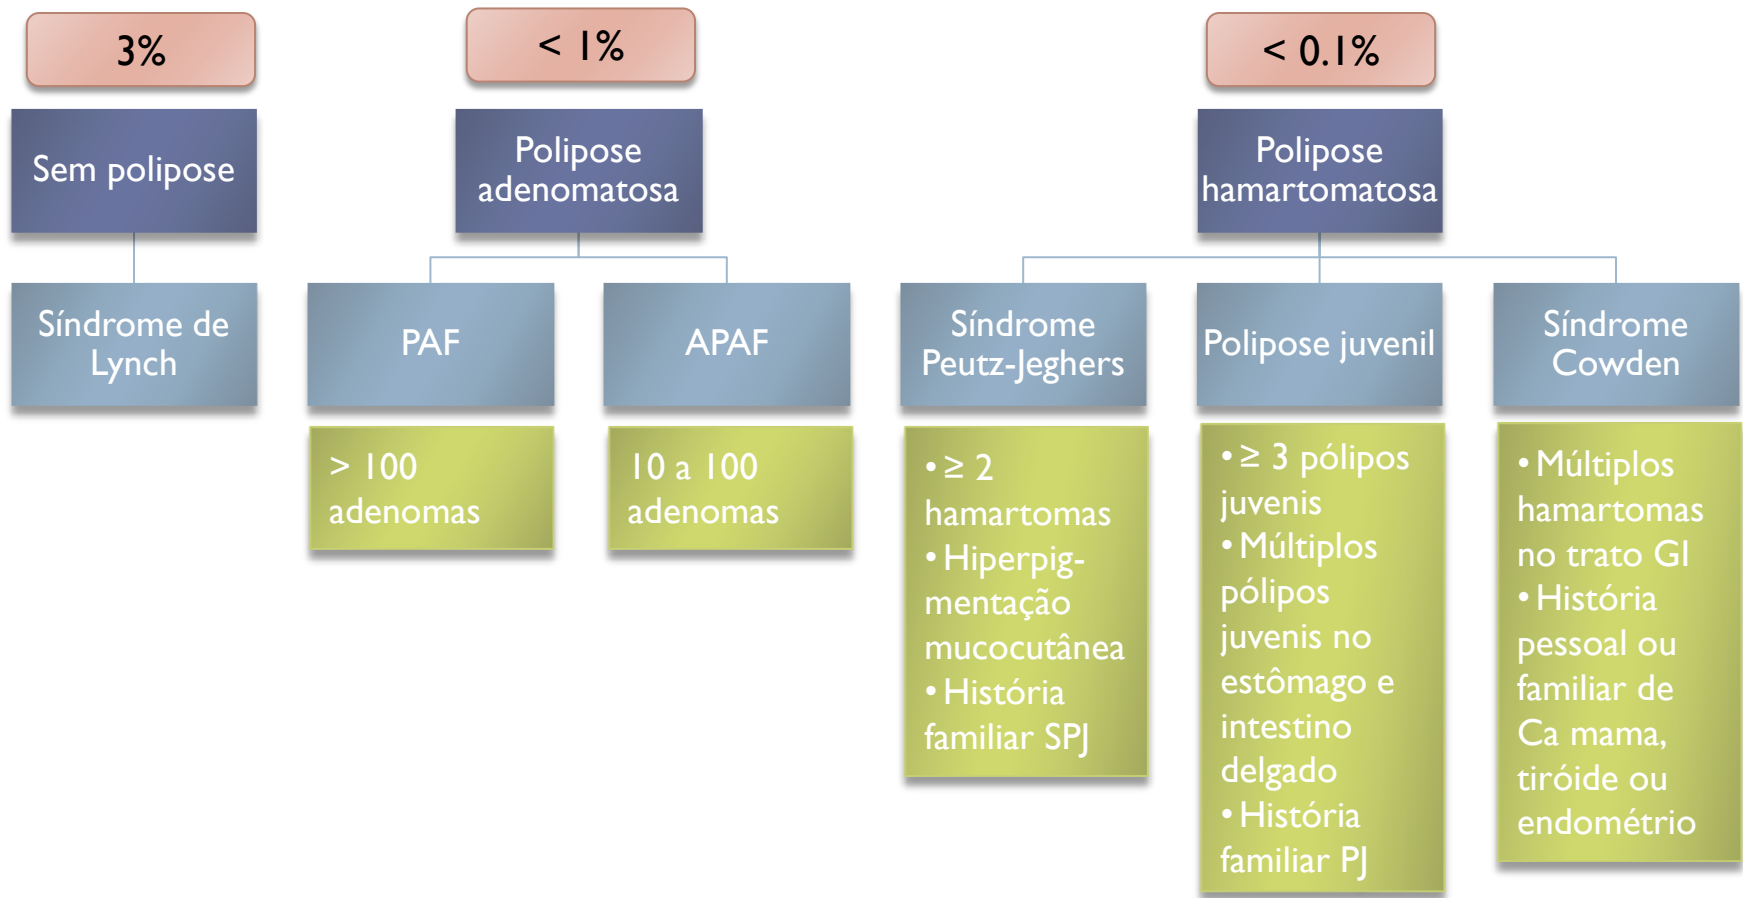 3%
< 1%
< 0.1%
Sem polipose
Polipose
adenomatosa
Polipose
hamartomatosa
Síndrome de
Lynch
PAF
APAF
Síndrome
Peutz-Jeghers
Polipose juvenil
Síndrome
Cowden
> 100
adenomas
10 a 100
adenomas
• ≥ 2
hamartomas
• Hiperpig-
mentação
mucocutânea
• História
familiar SPJ
• ≥ 3 pólipos
juvenis
• Múltiplos
pólipos
juvenis no
estômago e
intestino
delgado
• História
familiar PJ
• Múltiplos
hamartomas
no trato GI
• História
pessoal ou
familiar de
Ca mama,
tiróide ou
endométrio